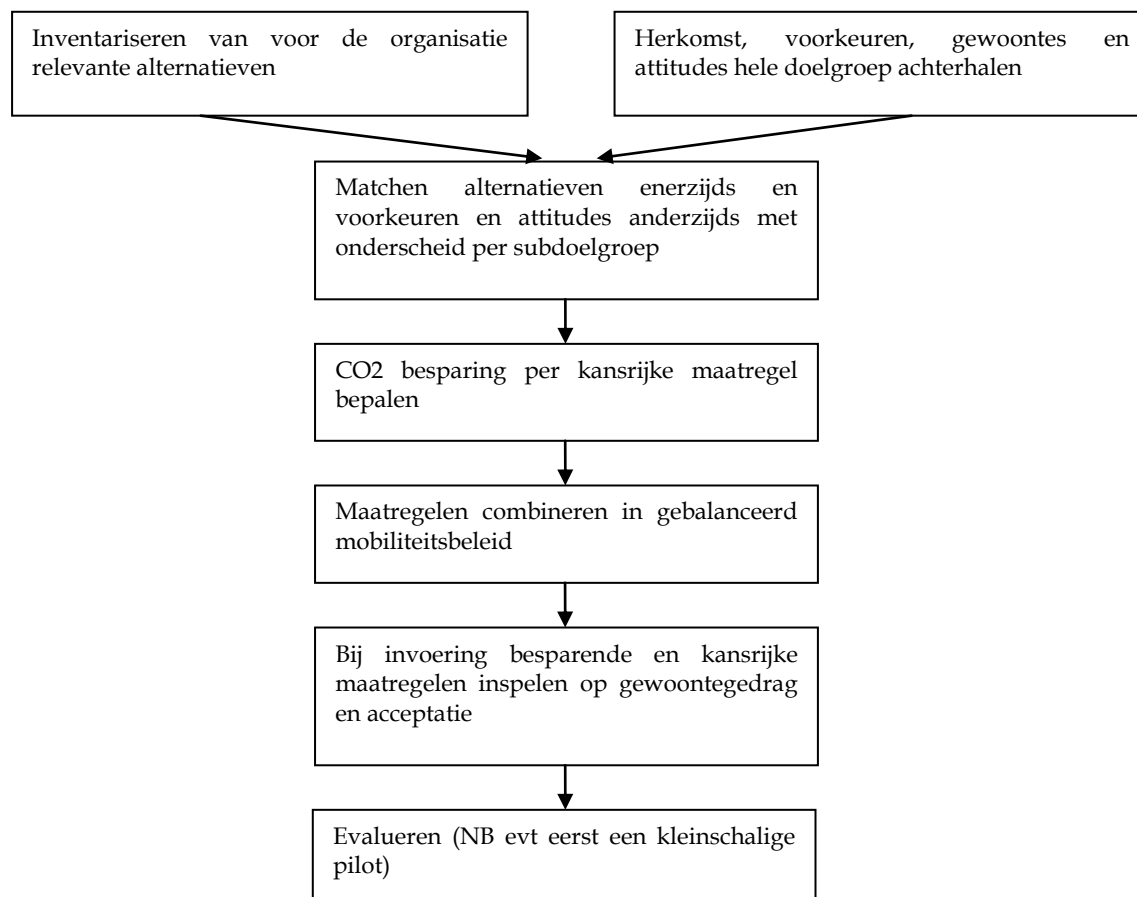 Inventariseren van voor de organisatie
relevante alternatieven
Herkomst, voorkeuren, gewoontes en
attitudes hele doelgroep achterhalen
Matchen alternatieven enerzijds en
voorkeuren en attitudes anderzijds met
onderscheid per subdoelgroep
CO2 besparing per kansrijke maatregel
bepalen
Maatregelen combineren in gebalanceerd
mobiliteitsbeleid
Bij invoering besparende en kansrijke
maatregelen inspelen op gewoontegedrag
en acceptatie
Evalueren (NB evt eerst een kleinschalige
pilot)